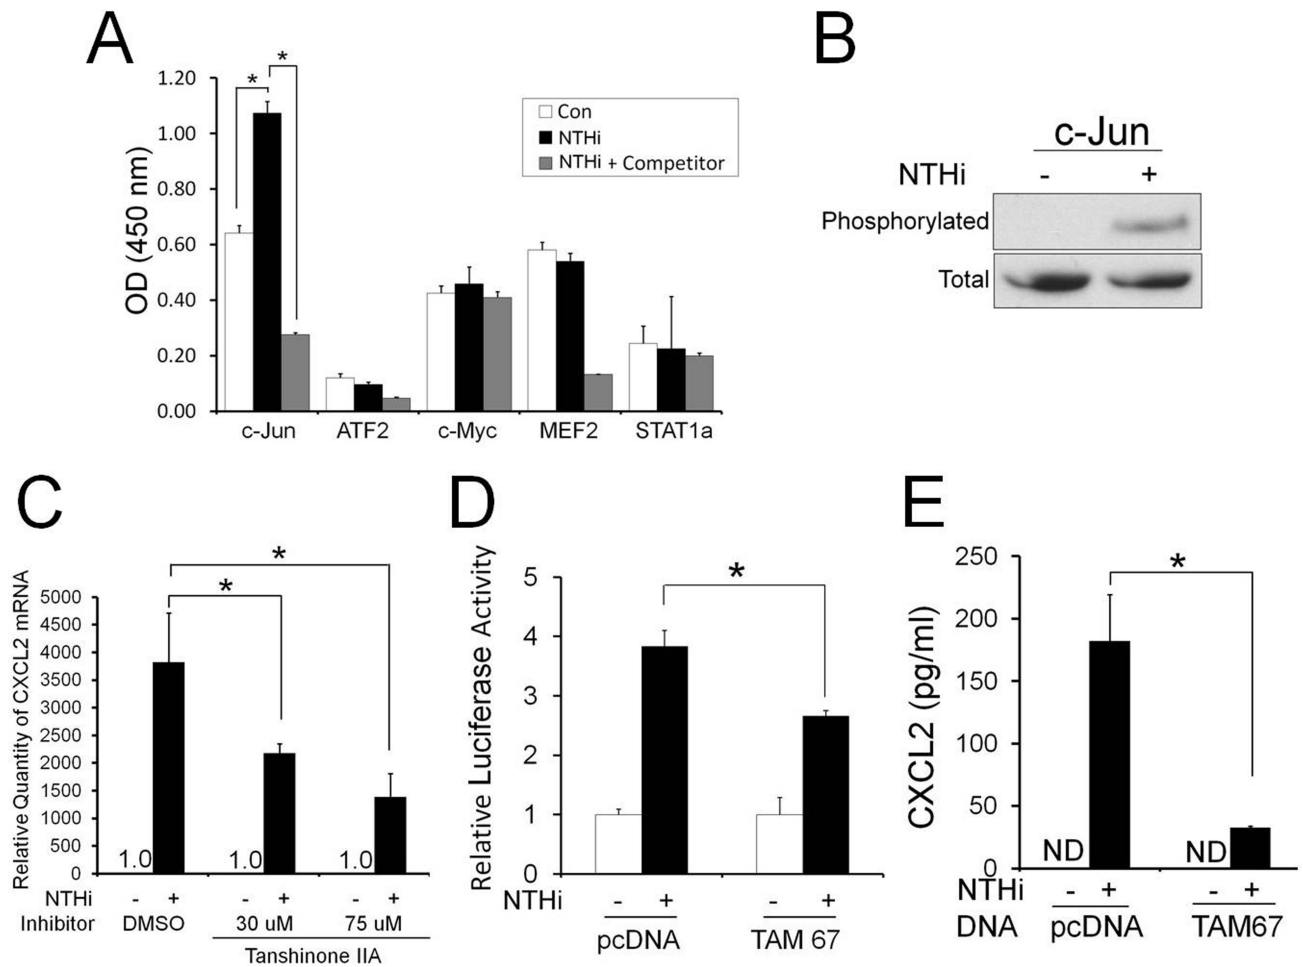 A
*
*
1.20
1.00
0.80
0.60
0.40
0.20
0.00
OD (450 nm)
Con
NTHi
NTHi + Competitor
c-Jun ATF2 c-Myc MEF2 STAT1a
B
c-Jun
NTHi - +
Phosphorylated
Total
C
*
*
5000
4500
4000
3500
3000
2500
2000
1500
1000
500
0
Relative Quantity of CXCL2 mRNA
1.0 1.0 1.0
NTHi - + - + - +
Inhibitor DMSO 30 uM 75 uM
Tanshinone IIA
D
*
5
4
3
2
1
0
Relative Luciferase Activity
NTHi - + - +
pcDNA TAM 67
E
*
250
200
150
100
50
0
CXCL2 (pg/ml)
ND ND
NTHi - + - +
DNA pcDNA TAM67